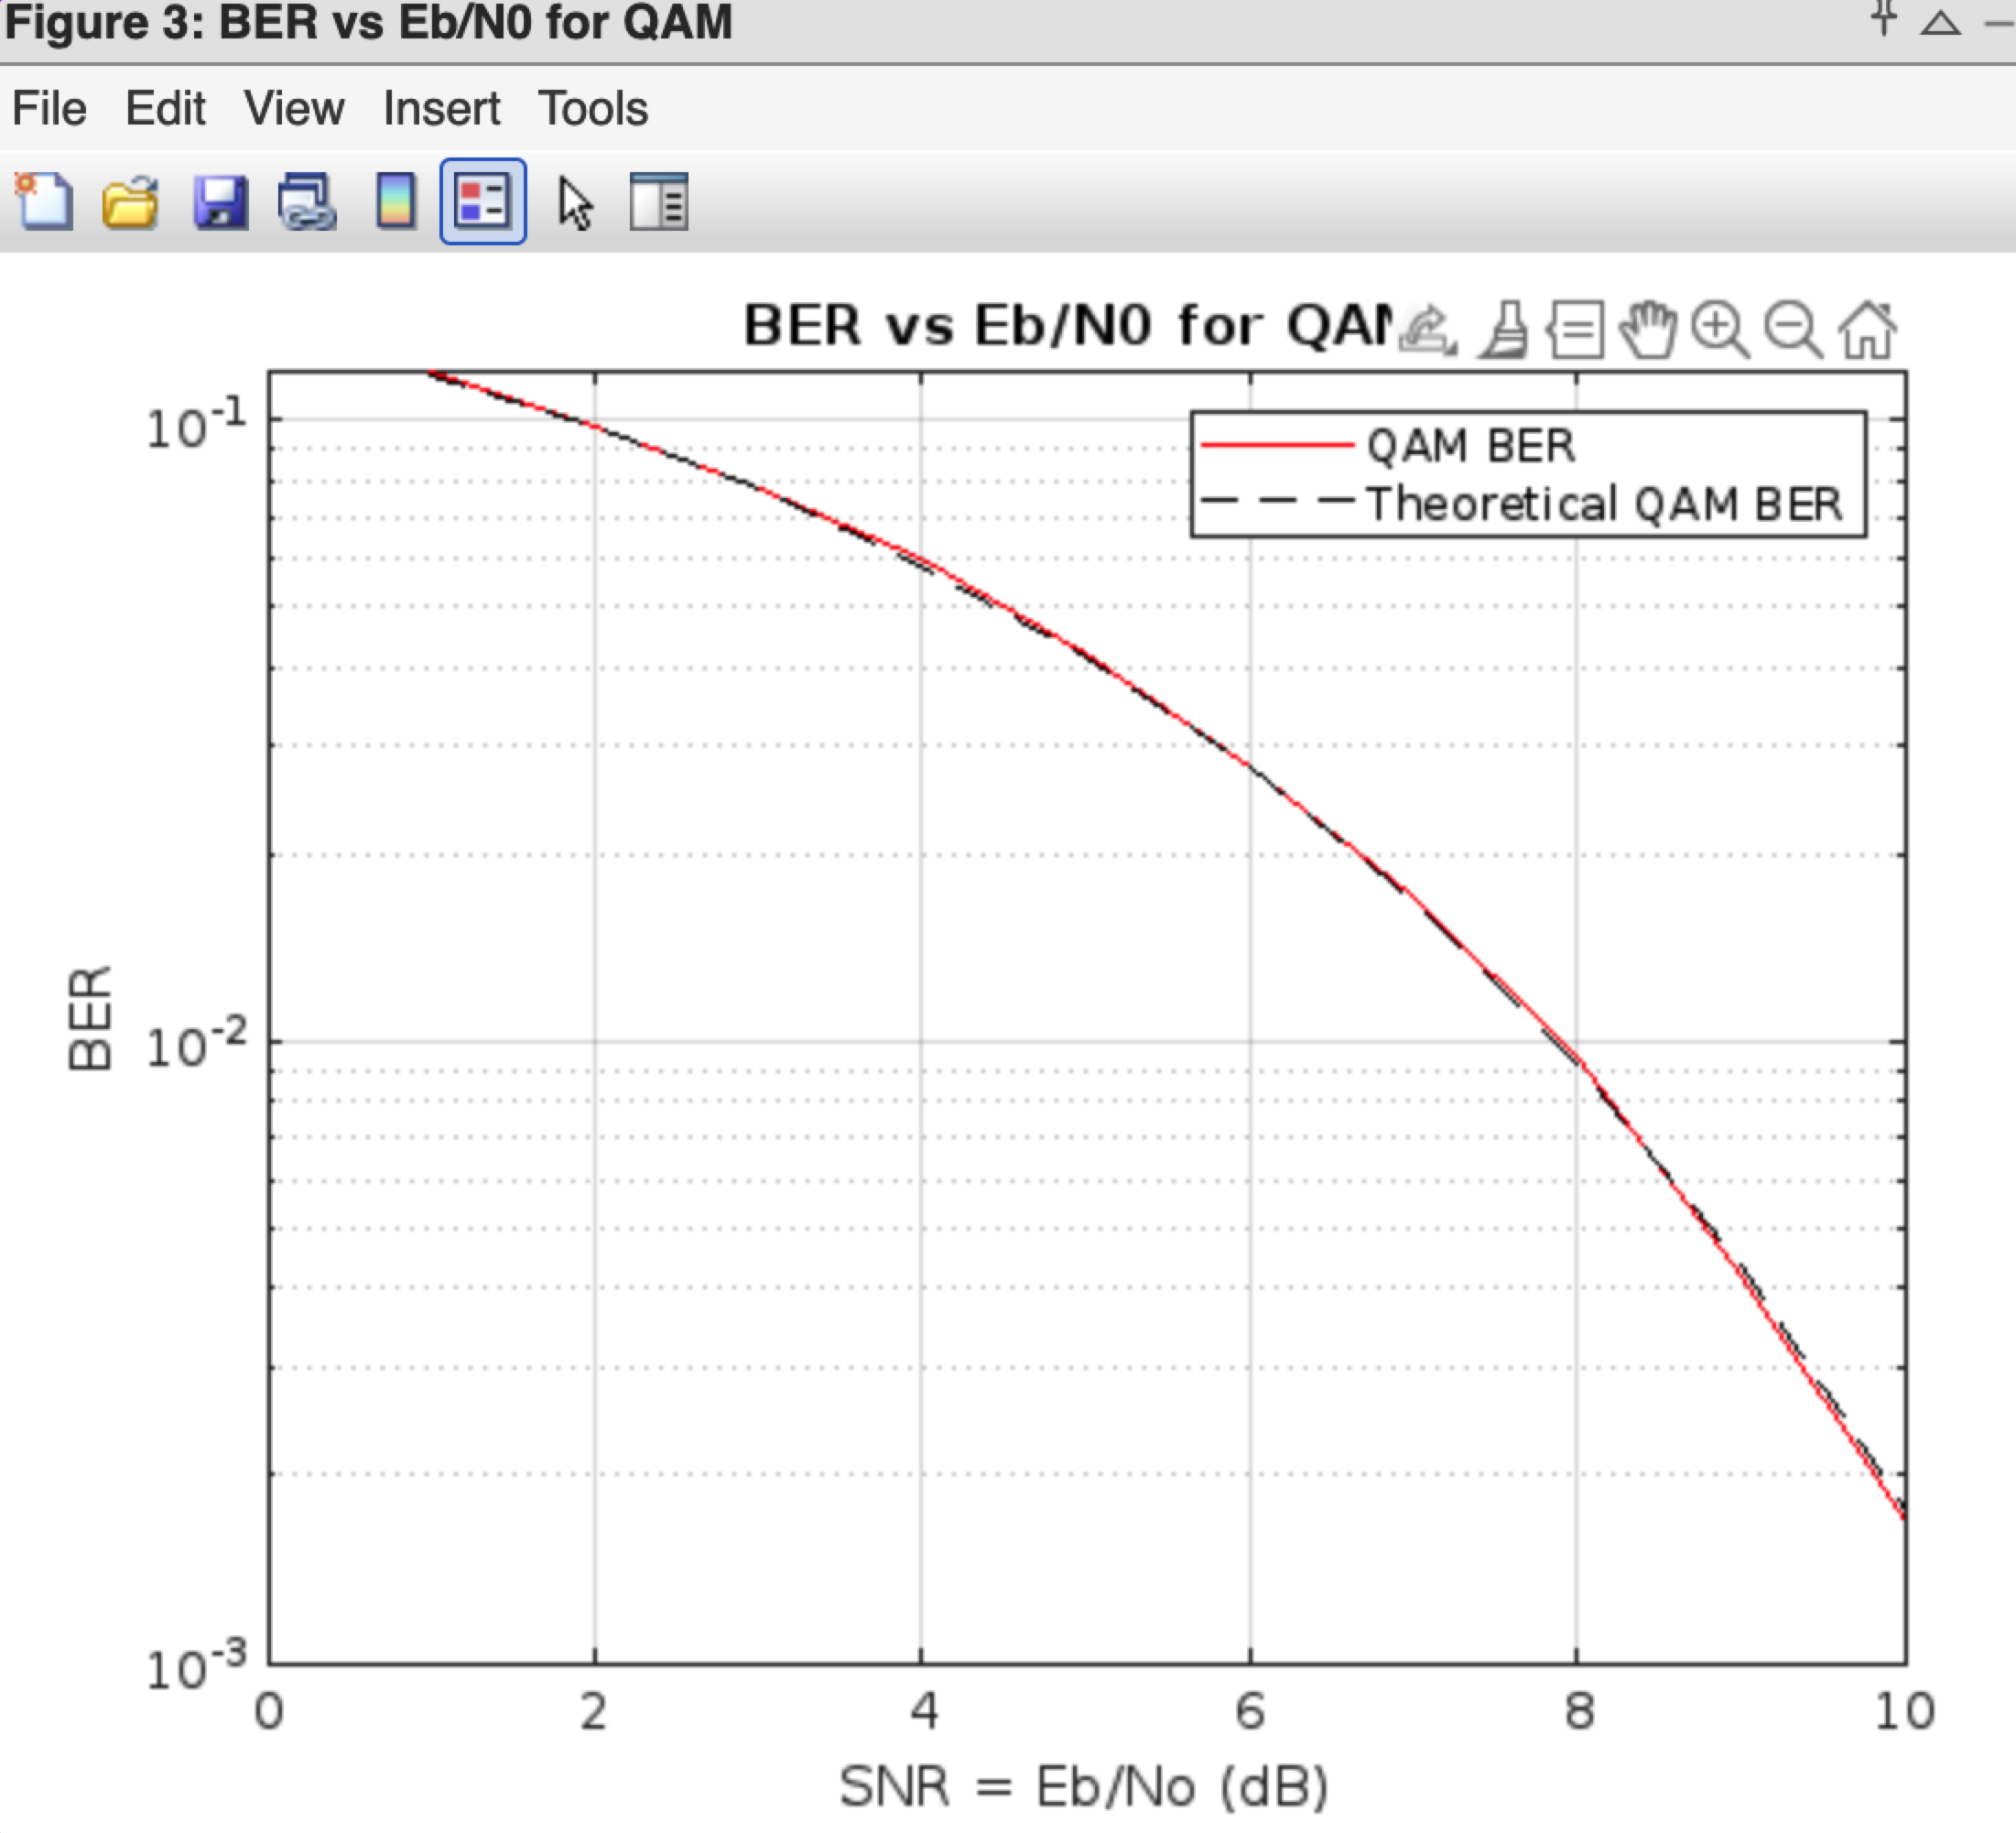 Figure 3: BER vs Eb/N0 for QAM
File Edit View Insert Tools
BER vs Eb/N0 for
QAM BER
Theoretical QAM BER
10-1
10-2
10-3
BER
0 2 4 6 8 10
SNR = Eb/No (dB)